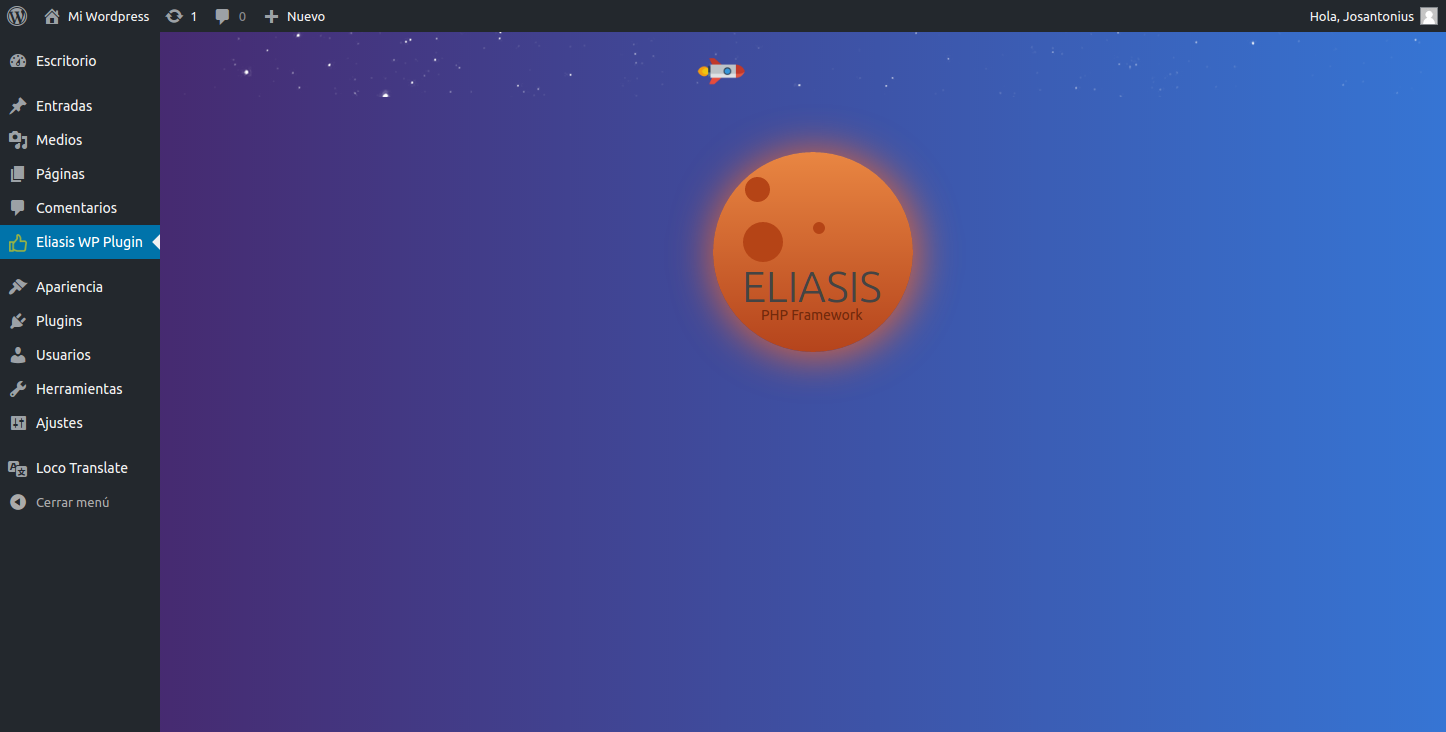 Mi Wordpress 1 0 Nuevo Hola, Josantonius
Escritorio
Entradas
Medios
Páginas
Comentarios
Eliasis WP Plugin
Apariencia
Plugins
Usuarios
Herramientas
Ajustes
Loco Translate
Cerrar menú
ELIASIS
PHP Framework